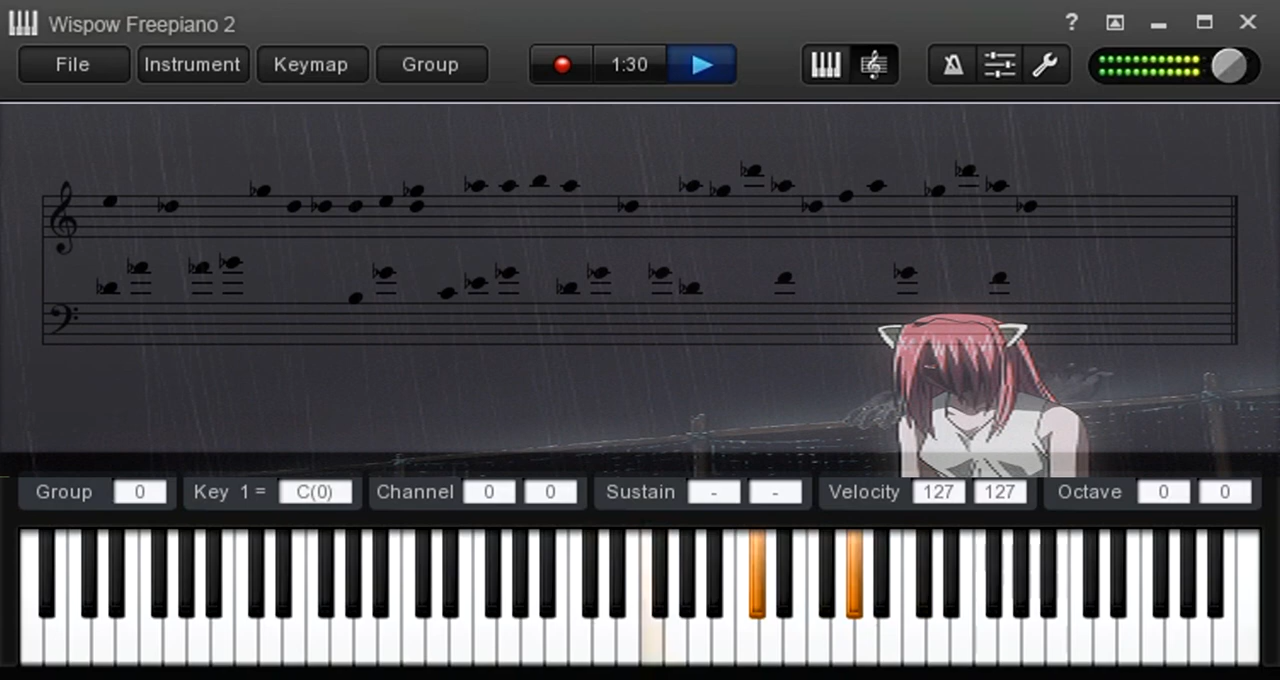 Wispow Freepiano 2
?
File Instrument Keymap Group 1:30
Group 0 Key 1 = C(0) Channel 0 0 Sustain - - Velocity 127 127 Octave 0 0